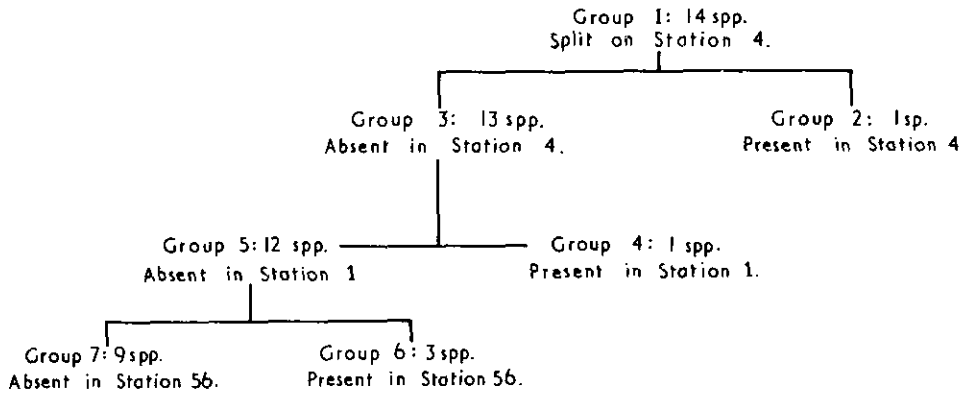 Group 1: 14 spp.
Split on Station 4.
Group 3: 13 spp.
Absent in Station 4.
Group 2: 1 sp.
Present in Station 4
Group 5: 12 spp.
Absent in Station 1
Group 4: 1 spp.
Present in Station 1.
Group 7: 9 spp.
Absent in Station 56.
Group 6: 3 spp.
Present in Station 56.